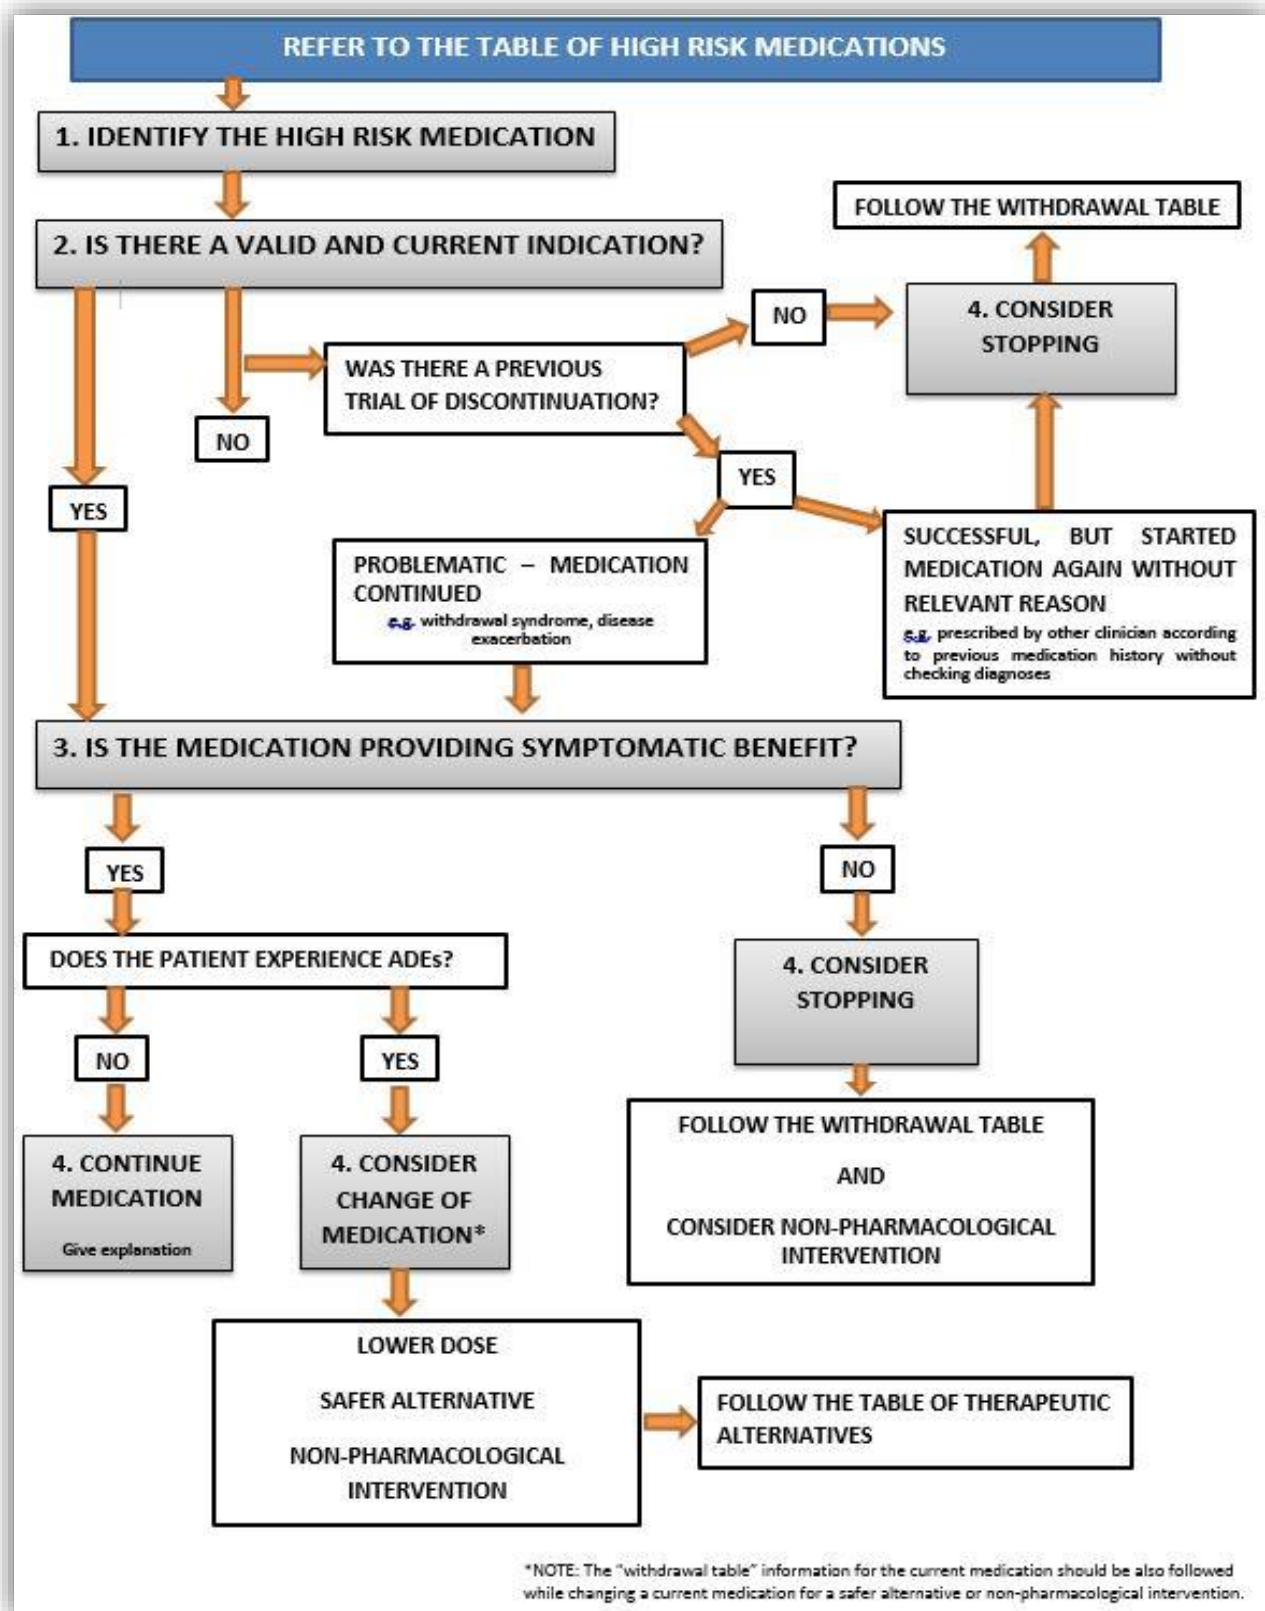 REFER TO THE TABLE OF HIGH RISK MEDICATIONS
1. IDENTIFY THE HIGH RISK MEDICATION
2. IS THERE A VALID AND CURRENT INDICATION?
FOLLOW THE WITHDRAWAL TABLE
NO
4. CONSIDER
STOPPING
WAS THERE A PREVIOUS
TRIAL OF DISCONTINUATION?
NO
YES
YES
PROBLEMATIC – MEDICATION
CONTINUED
e.g. withdrawal syndrome, disease
exacerbation
SUCCESSFUL, BUT STARTED
MEDICATION AGAIN WITHOUT
RELEVANT REASON
e.g. prescribed by other clinician according
to previous medication history without
checking diagnoses
3. IS THE MEDICATION PROVIDING SYMPTOMATIC BENEFIT?
YES
NO
DOES THE PATIENT EXPERIENCE ADEs?
4. CONSIDER
STOPPING
NO
YES
4. CONTINUE
MEDICATION
Give explanation
4. CONSIDER
CHANGE OF
MEDICATION*
FOLLOW THE WITHDRAWAL TABLE
AND
CONSIDER NON-PHARMACOLOGICAL
INTERVENTION
LOWER DOSE
SAFER ALTERNATIVE
NON-PHARMACOLOGICAL
INTERVENTION
FOLLOW THE TABLE OF THERAPEUTIC
ALTERNATIVES
*NOTE: The "withdrawal table" information for the current medication should be also followed
while changing a current medication for a safer alternative or non-pharmacological intervention.